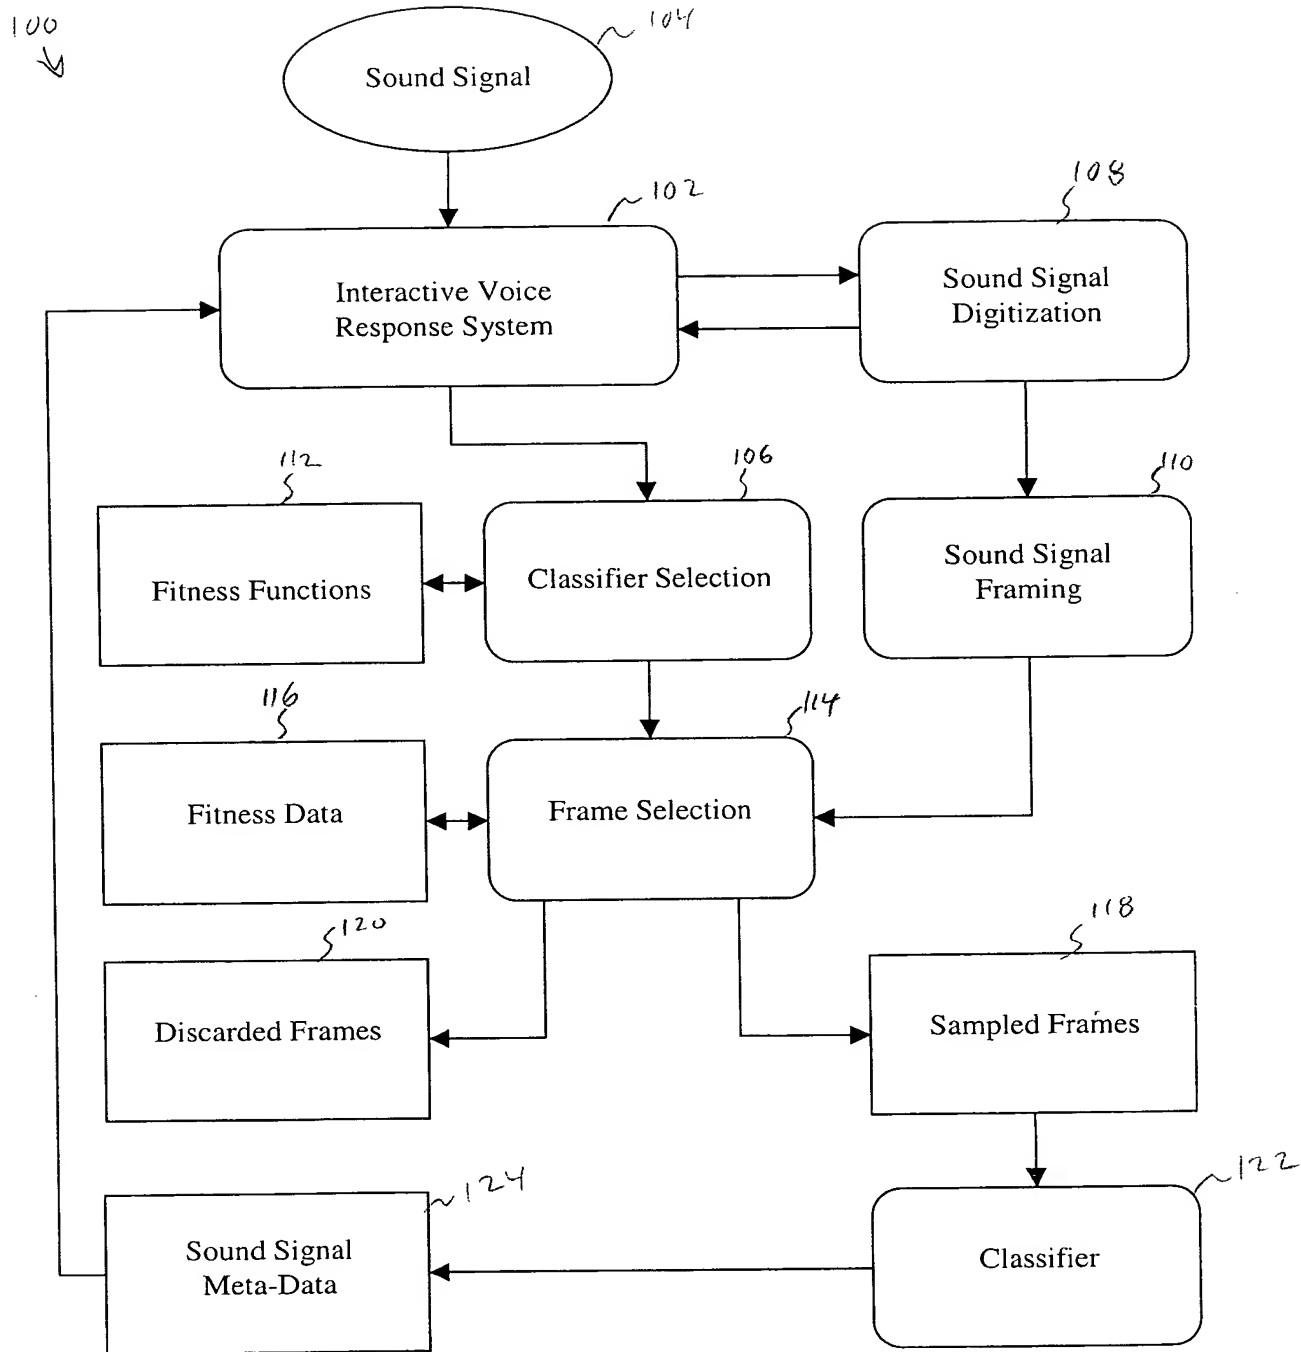 100
104
Sound Signal
102
108
Interactive Voice
Response System
Sound Signal
Digitization
112
106
110
Fitness Functions
Classifier Selection
Sound Signal
Framing
116
114
Fitness Data
Frame Selection
120
118
Discarded Frames
Sampled Frames
124
122
Sound Signal
Meta-Data
Classifier